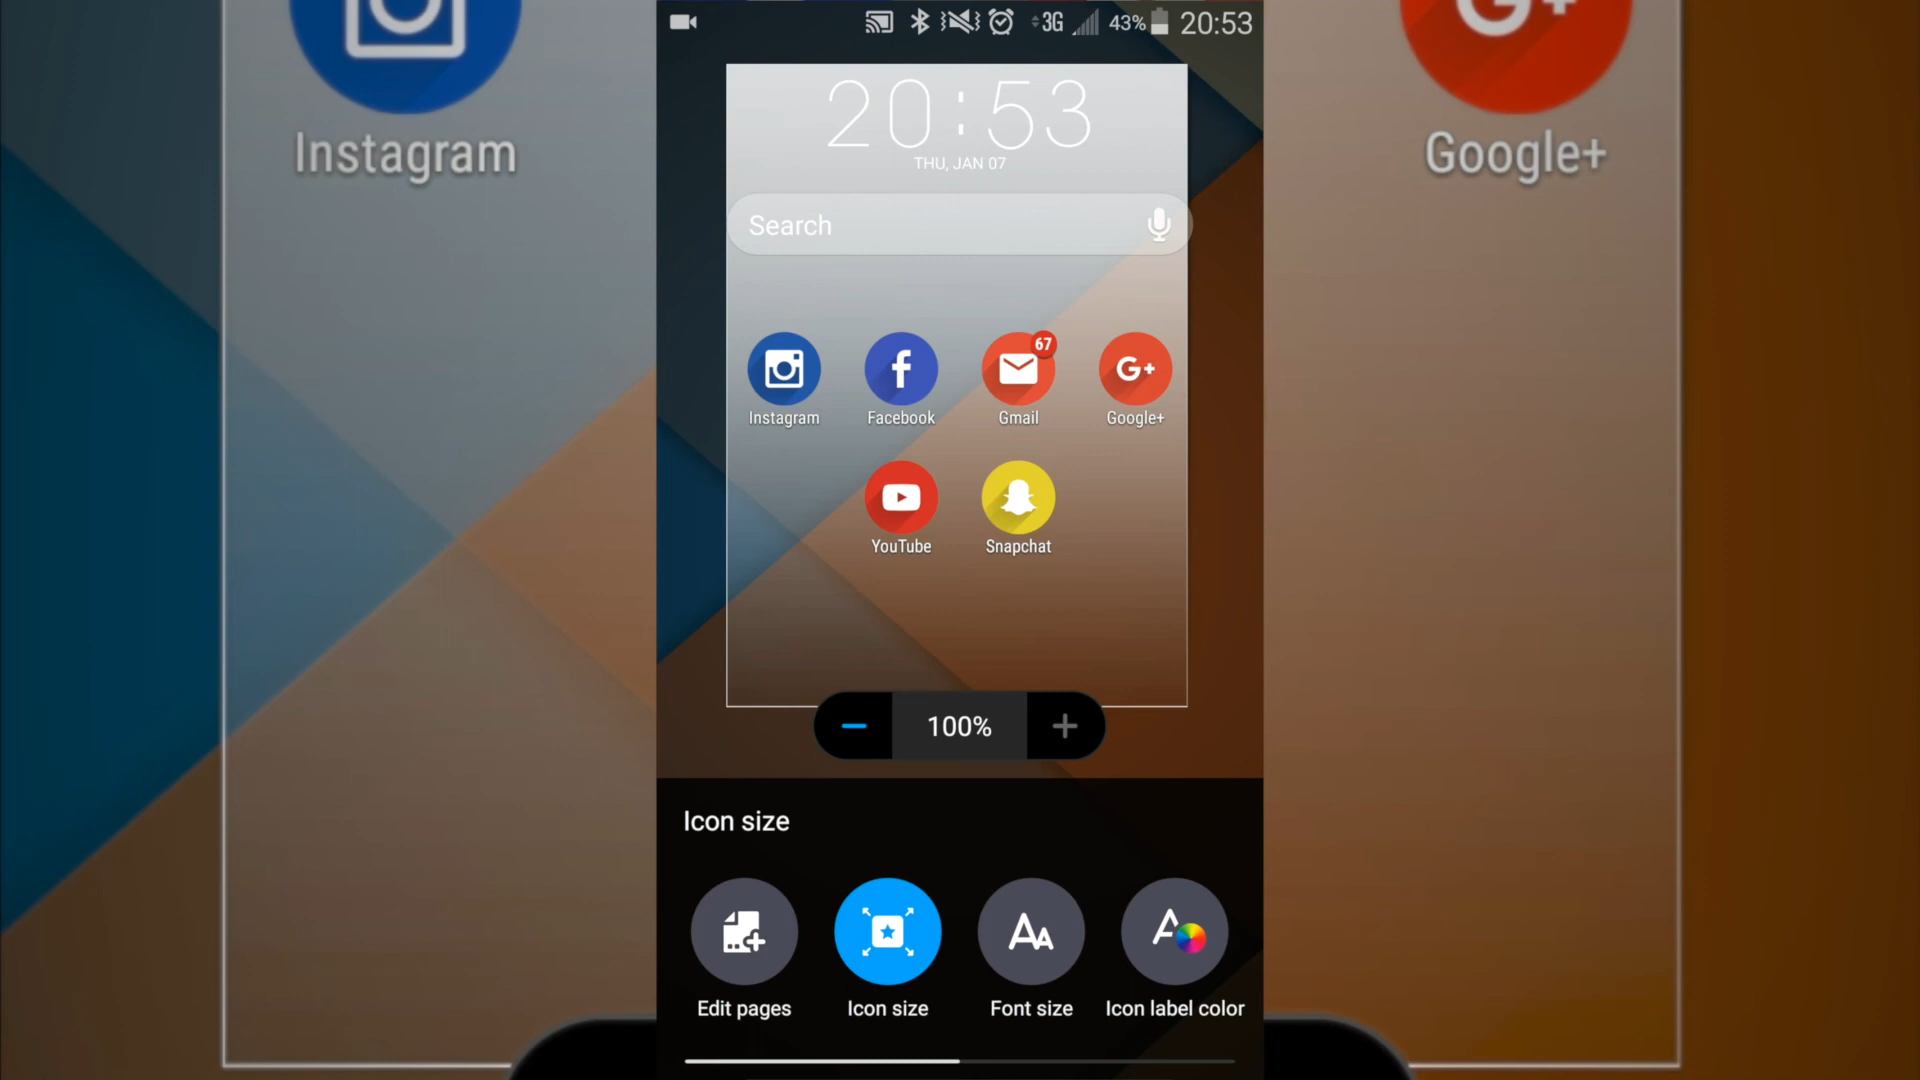 3G 43% 20:53
20:53
THU, JAN 07
Search
67
G+
Instagram Facebook Gmail Google+
YouTube Snapchat
100%
Icon size
Edit pages Icon size Font size Icon label color
G+
Instagram
Google+